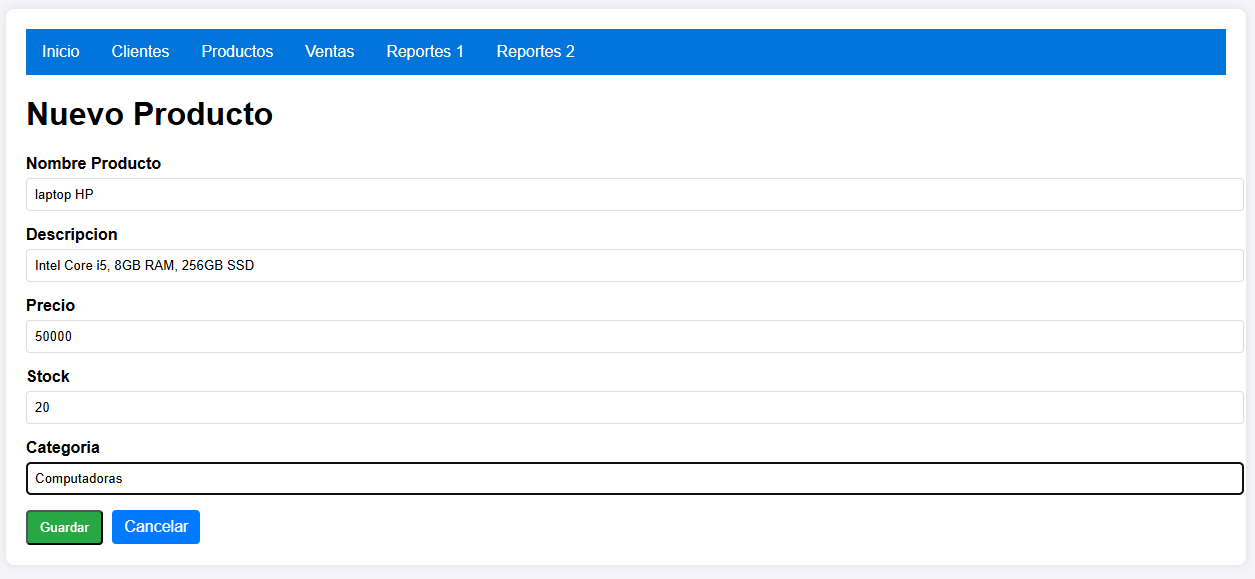 Inicio Clientes Productos Ventas Reportes 1 Reportes 2
Nuevo Producto
Nombre Producto
laptop HP
Descripcion
Intel Core i5, 8GB RAM, 256GB SSD
Precio
50000
Stock
20
Categoria
Computadoras
Guardar Cancelar